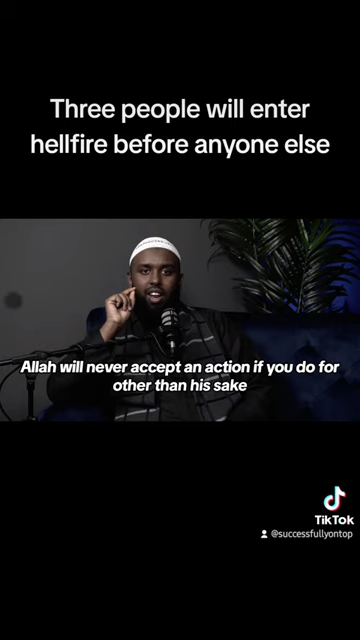 Three people will enter
hellfire before anyone else
Allah will never accept an action if you do for
other than his sake
TikTok
@successfullyontop